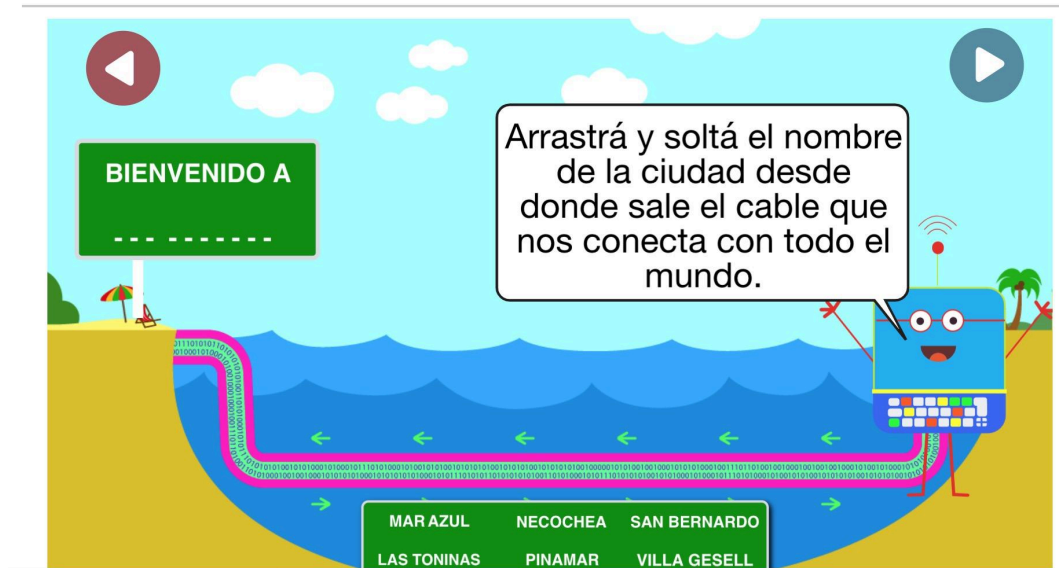 BIENVENIDO A
--- -------
Arrastrá y soltá el nombre
de la ciudad desde
donde sale el cable que
nos conecta con todo el
mundo.
MAR AZUL NECOCHEA SAN BERNARDO
LAS TONINAS PINAMAR VILLA GESELL